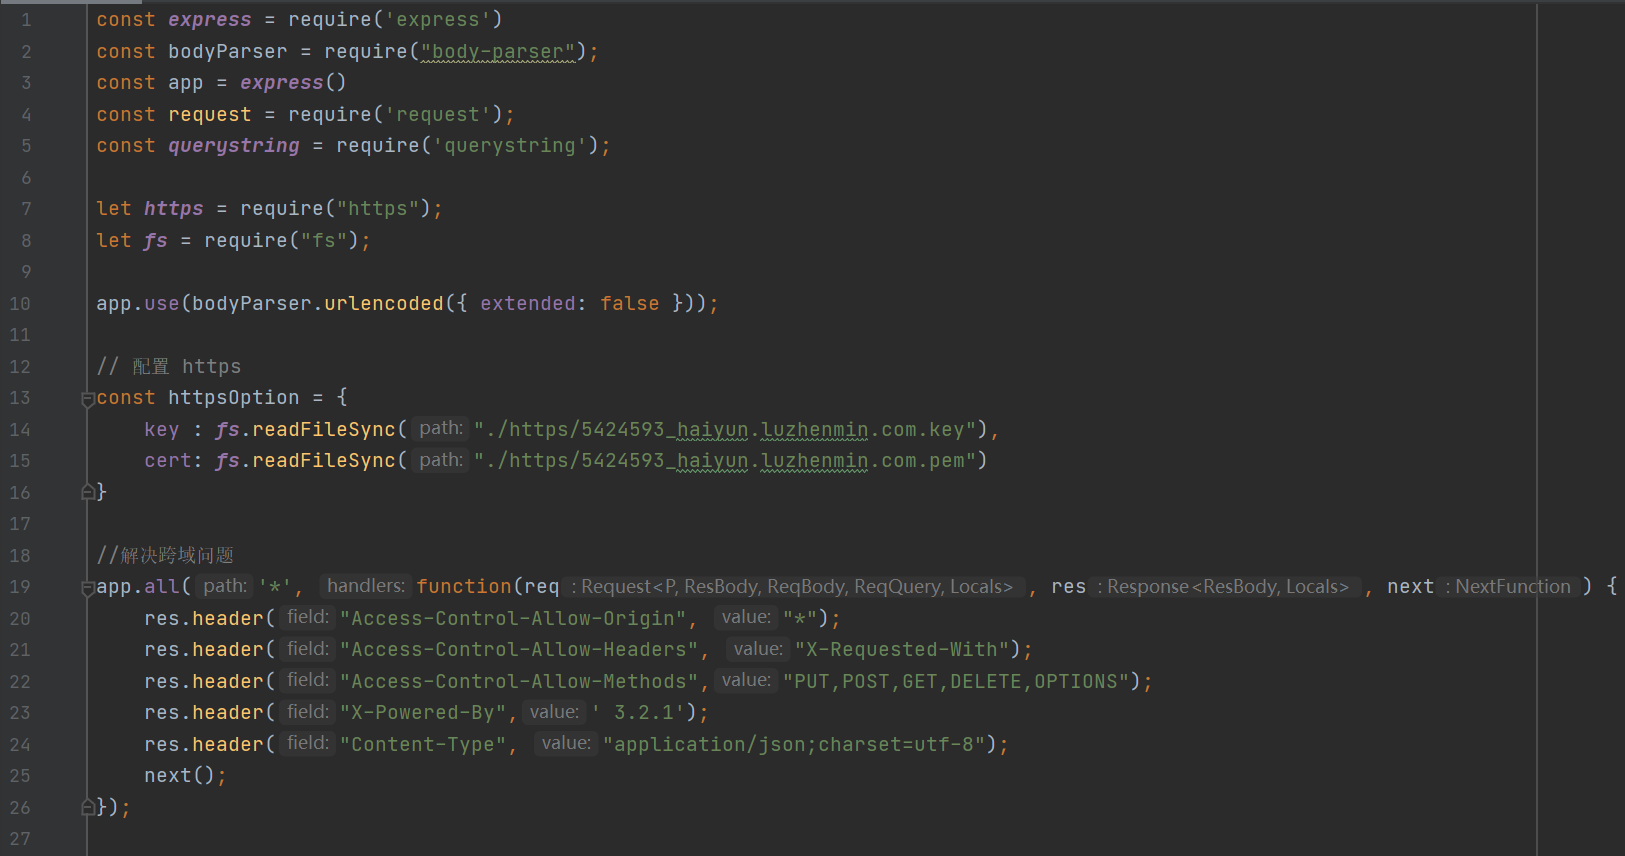 1 const express = require('express')
2 const bodyParser = require("body-parser");
3 const app = express()
4 const request = require('request');
5 const querystring = require('querystring');
6
7 let https = require("https");
8 let fs = require("fs");
9
10 app.use(bodyParser.urlencoded({ extended: false }));
11
12 // 配置 https
13 const httpsOption = {
14 key : fs.readFileSync( path: "./https/5424593_haiyun.luzhenmin.com.key"),
15 cert: fs.readFileSync( path: "./https/5424593_haiyun.luzhenmin.com.pem")
16 }
17
18 //解决跨域问题
19 app.all( path: '*', handlers: function(req : Request<P, ResBody, ReqBody, ReqQuery, Locals> , res : Response<ResBody, Locals> , next : NextFunction ) {
20 res.header( field: "Access-Control-Allow-Origin", value: "*");
21 res.header( field: "Access-Control-Allow-Headers", value: "X-Requested-With");
22 res.header( field: "Access-Control-Allow-Methods", value: "PUT,POST,GET,DELETE,OPTIONS");
23 res.header( field: "X-Powered-By", value: ' 3.2.1');
24 res.header( field: "Content-Type", value: "application/json;charset=utf-8");
25 next();
26 });
27